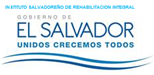 INSTITUTO SALVADOREÑO DE REHABILITACION INTEGRAL
GOBIERNO DE
EL SALVADOR
UNIDOS CRECEMOS TODOS